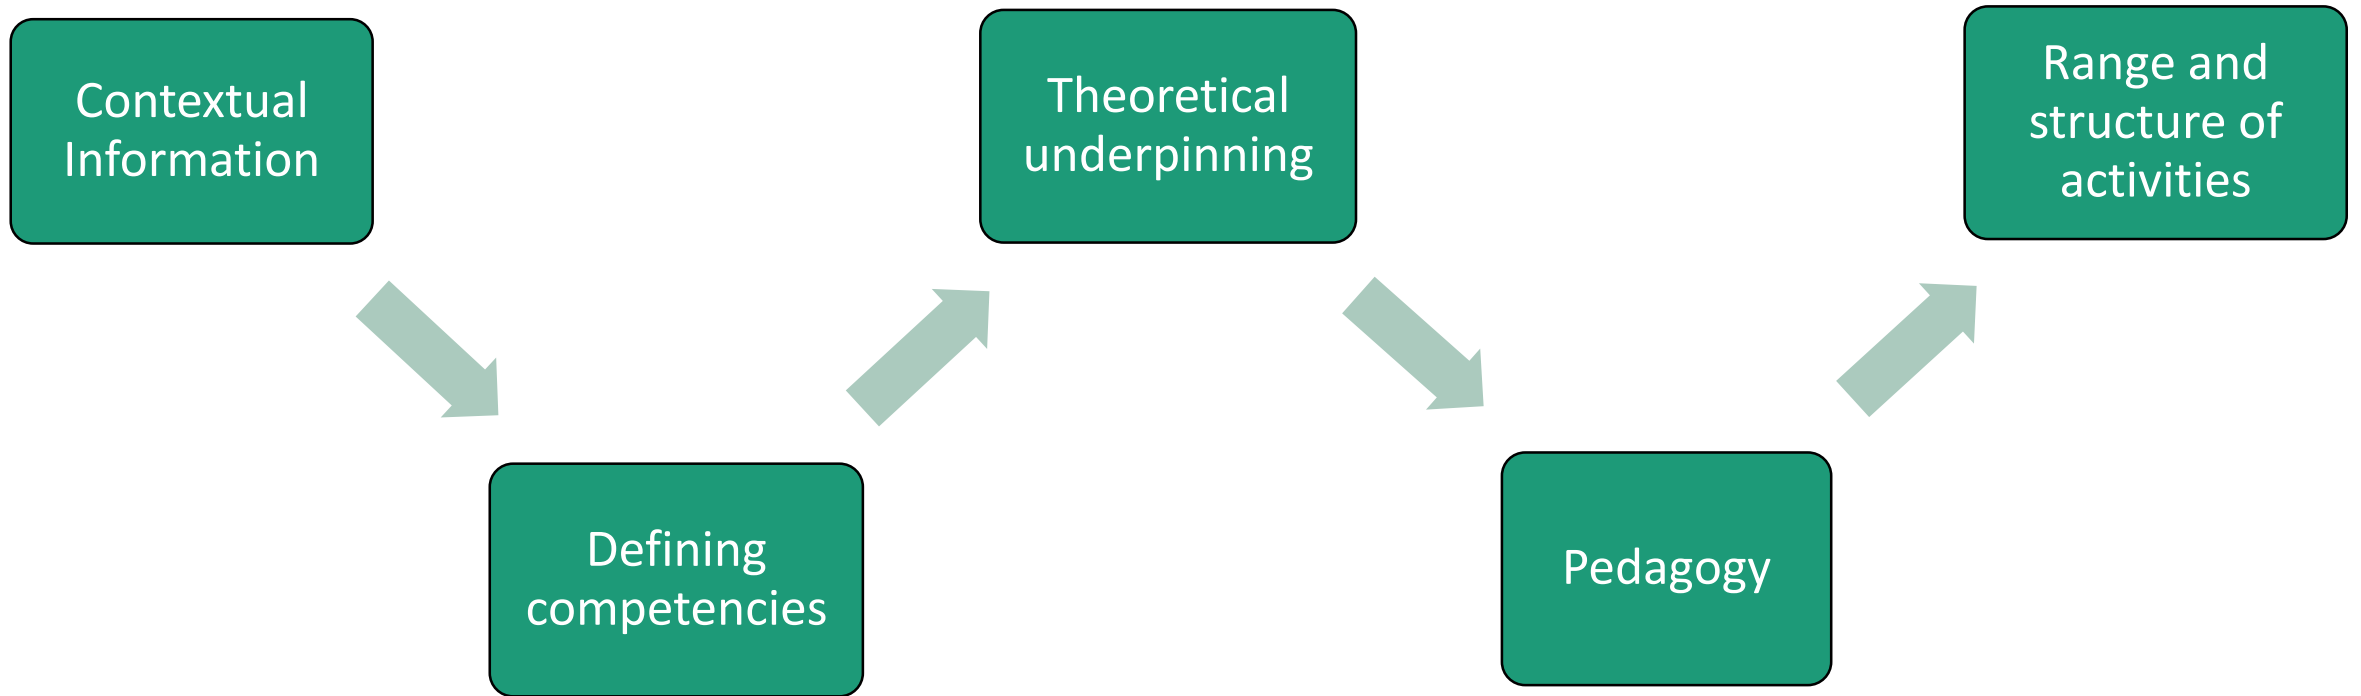 Contextual
Information
Defining
competencies
Theoretical
underpinning
Pedagogy
Range and
structure of
activities